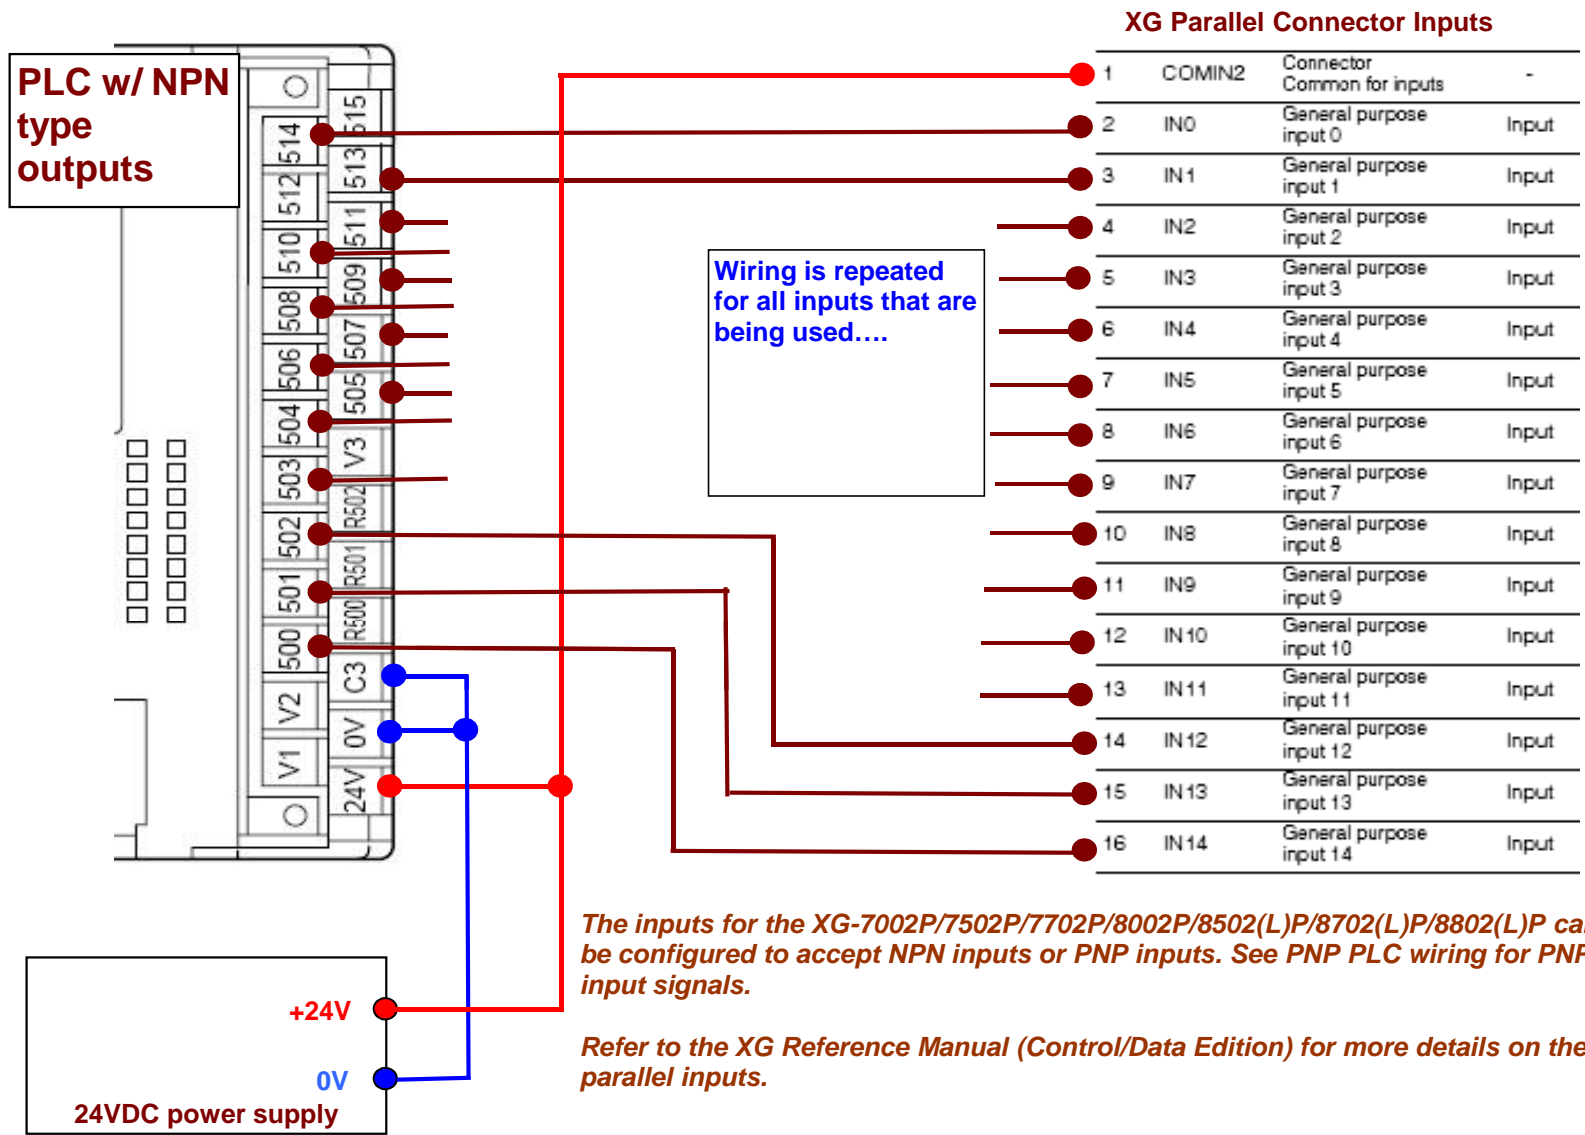 XG Parallel Connector Inputs
PLC w/ NPN
type
outputs
1 COMIN2 Connector Common for inputs -
2 IN0 General purpose input 0 Input
3 IN1 General purpose input 1 Input
4 IN2 General purpose input 2 Input
5 IN3 General purpose input 3 Input
6 IN4 General purpose input 4 Input
7 IN5 General purpose input 5 Input
8 IN6 General purpose input 6 Input
9 IN7 General purpose input 7 Input
10 IN8 General purpose input 8 Input
11 IN9 General purpose input 9 Input
12 IN10 General purpose input 10 Input
13 IN11 General purpose input 11 Input
14 IN12 General purpose input 12 Input
15 IN13 General purpose input 13 Input
16 IN14 General purpose input 14 Input
514
512
510
508
506
504
503
502
501
500
V2
V1
515
513
511
509
507
505
V3
R502
R501
R500
C3
0V
24V
Wiring is repeated
for all inputs that are
being used....
The inputs for the XG-7002P/7502P/7702P/8002P/8502(L)P/8702(L)P/8802(L)P ca
be configured to accept NPN inputs or PNP inputs. See PNP PLC wiring for PNP
input signals.
Refer to the XG Reference Manual (Control/Data Edition) for more details on the
parallel inputs.
+24V
0V
24VDC power supply